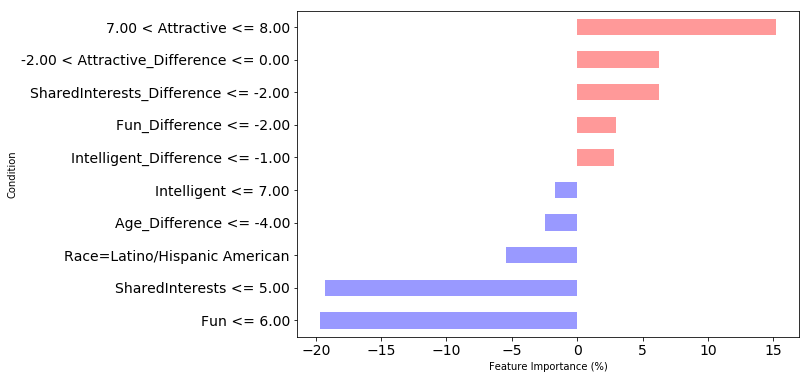 7.00 < Attractive <= 8.00
-2.00 < Attractive_Difference <= 0.00
SharedInterests_Difference <= -2.00
Fun_Difference <= -2.00
Intelligent_Difference <= -1.00
Intelligent <= 7.00
Age_Difference <= -4.00
Race=Latino/Hispanic American
SharedInterests <= 5.00
Fun <= 6.00
Condition
−20 −15 −10 −5 0 5 10 15
Feature Importance (%)